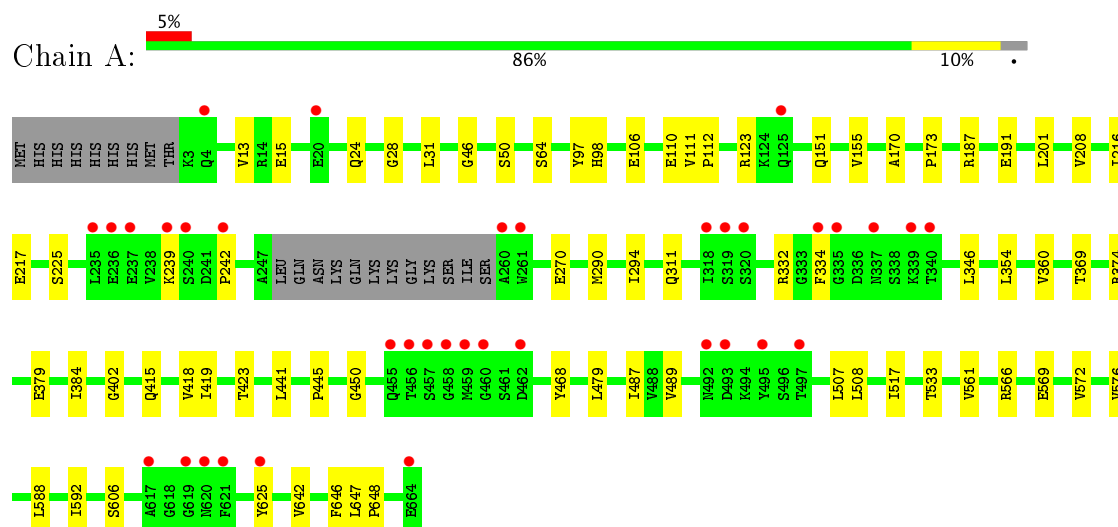 5%
Chain A:
86% 10% •
MET HIS HIS HIS HIS HIS HIS MET THR K3 Q4 V13 R14 E15 E20 Q24 G28 L31 G46 S50 S64 Y97 H98 E106 E110 V111 P112 R123 K124 Q125 Q151 V155 A170 P173 R187 E191 L201 V208 I216
E217 S225 L235 E236 E237 V238 K239 S240 D241 P242 A247 LEU GLN ASN LYS GLN LYS LYS GLY LYS SER ILE SER A260 W261 E270 M290 I294 Q311 I318 S319 S320 R332 G333 F334 G335 D336 N337 S338 K339 T340 L346 L354 V360 T369 R374
E379 I384 G402 Q415 V418 I419 T423 L441 P445 G450 Q455 T456 S457 G458 M459 G460 S461 D462 Y468 L479 I487 V488 V489 N492 D493 K494 Y495 S496 T497 L507 L508 I517 T533 V561 R566 E569 V572 V576
L588 I592 S606 A617 G618 G619 N620 F621 Y625 V642 F646 L647 P648 E664